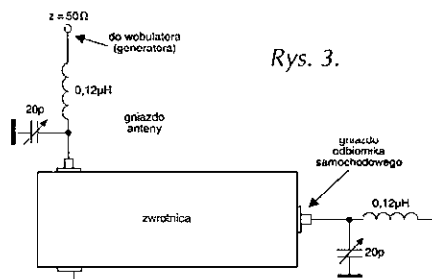 z = 50Ω
do wobulatora
(generatora)
Rys. 3.
0,12µH
20p
gniazdo
anteny
gniazdo
odbiornika
samochodowego
0,12µH
zwrotnica
20p